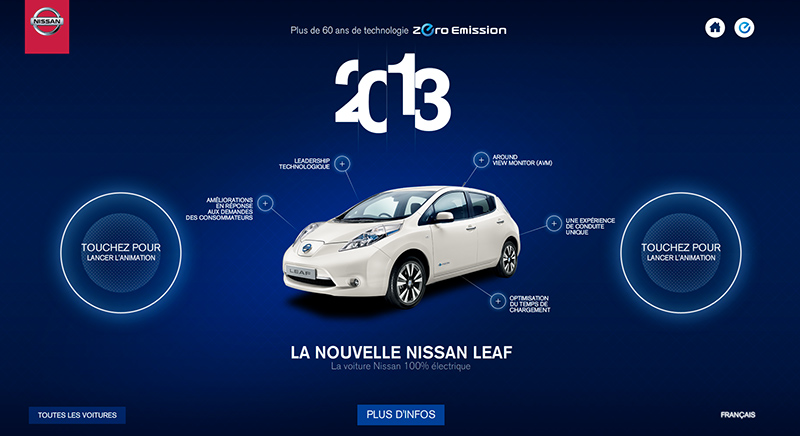 NISSAN
Plus de 60 ans de technologie zero Emission
2013
LEADERSHIP
TECHNOLOGIQUE
AROUND
VIEW MONITOR (AVM)
AMÉLIORATIONS
EN RÉPONSE
AUX DEMANDES
DES CONSOMMATEURS
UNE EXPÉRIENCE
DE CONDUITE
UNIQUE
TOUCHEZ POUR
LANCER L'ANIMATION
TOUCHEZ POUR
LANCER L'ANIMATION
LEAF
OPTIMISATION
DU TEMPS DE
CHARGEMENT
LA NOUVELLE NISSAN LEAF
La voiture Nissan 100% électrique
TOUTES LES VOITURES
PLUS D'INFOS
FRANÇAIS